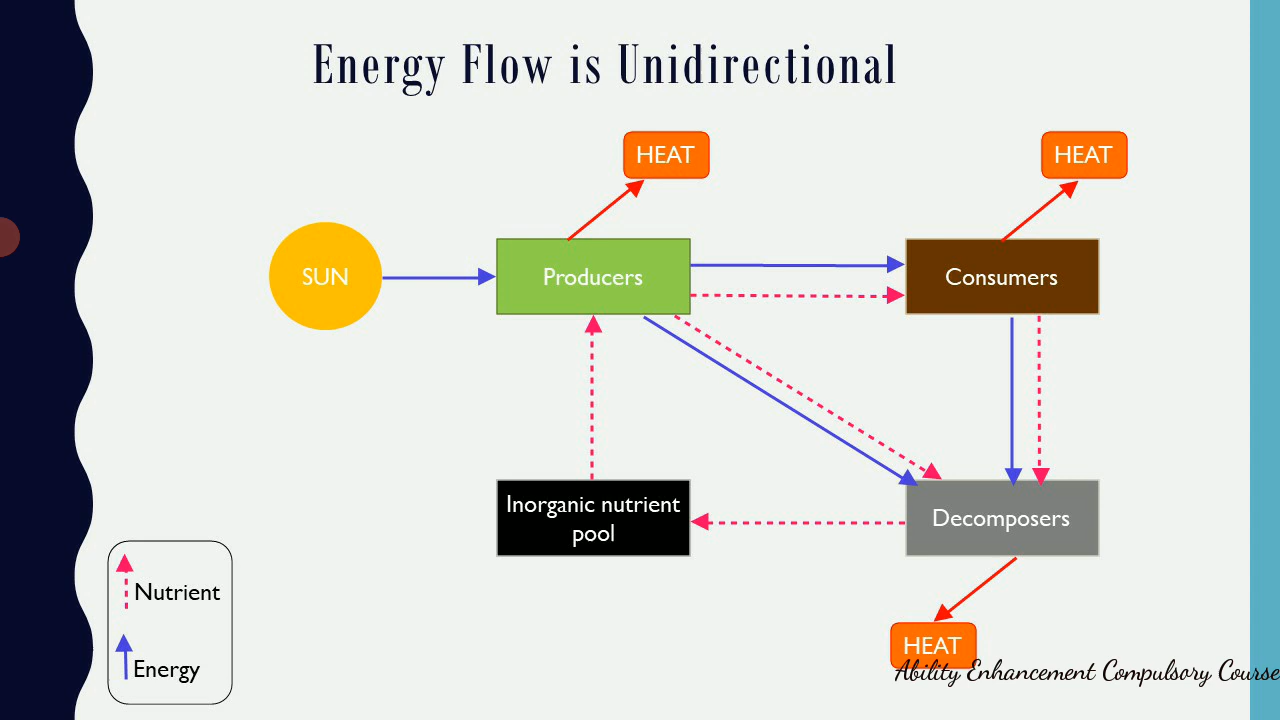 Energy Flow is Unidirectional
HEAT
HEAT
SUN
Producers
Consumers
Inorganic nutrient
pool
Decomposers
Nutrient
Energy
HEAT
Ability Enhancement Compulsory Course